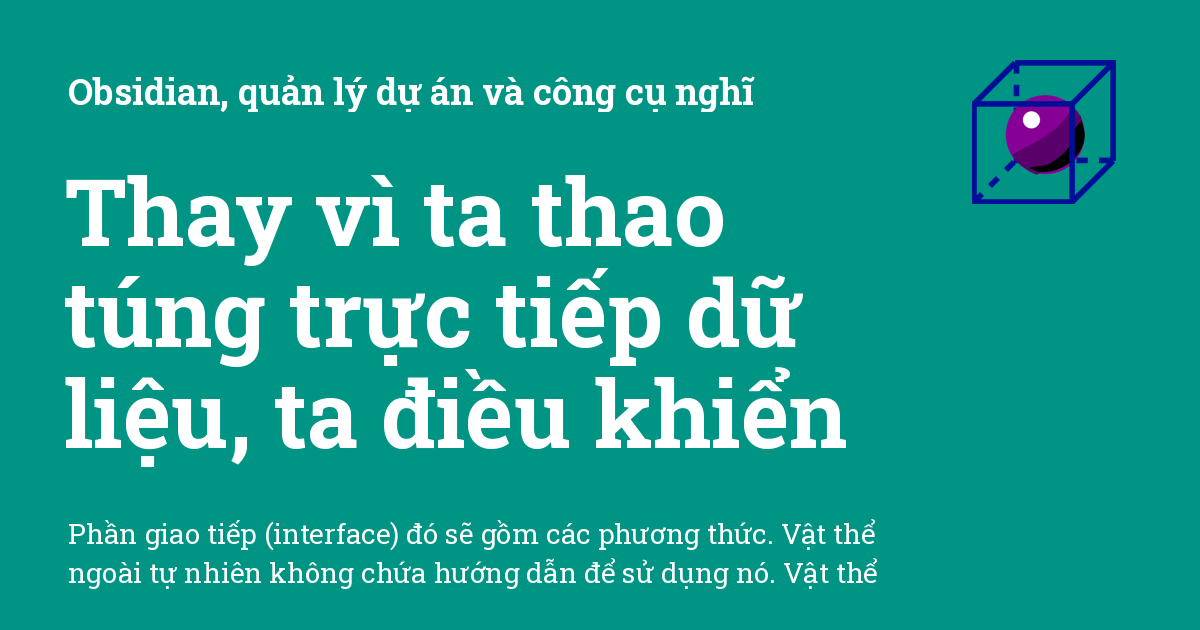 Obsidian, quản lý dự án và công cụ nghĩ
Thay vì ta thao
túng trực tiếp dữ
liệu, ta điều khiển
Phần giao tiếp (interface) đó sẽ gồm các phương thức. Vật thể
ngoài tự nhiên không chứa hướng dẫn để sử dụng nó. Vật thể